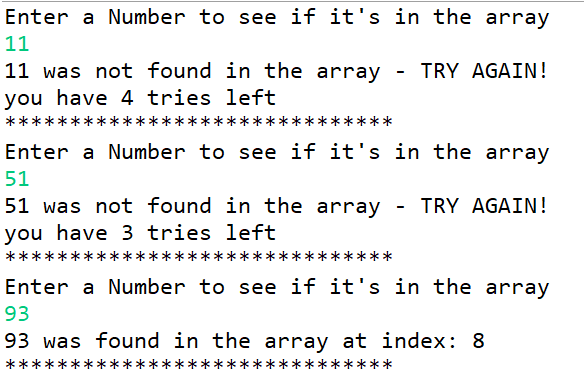 Enter a Number to see if it's in the array
11
11 was not found in the array - TRY AGAIN!
you have 4 tries left
******************************
Enter a Number to see if it's in the array
51
51 was not found in the array - TRY AGAIN!
you have 3 tries left
******************************
Enter a Number to see if it's in the array
93
93 was found in the array at index: 8
******************************